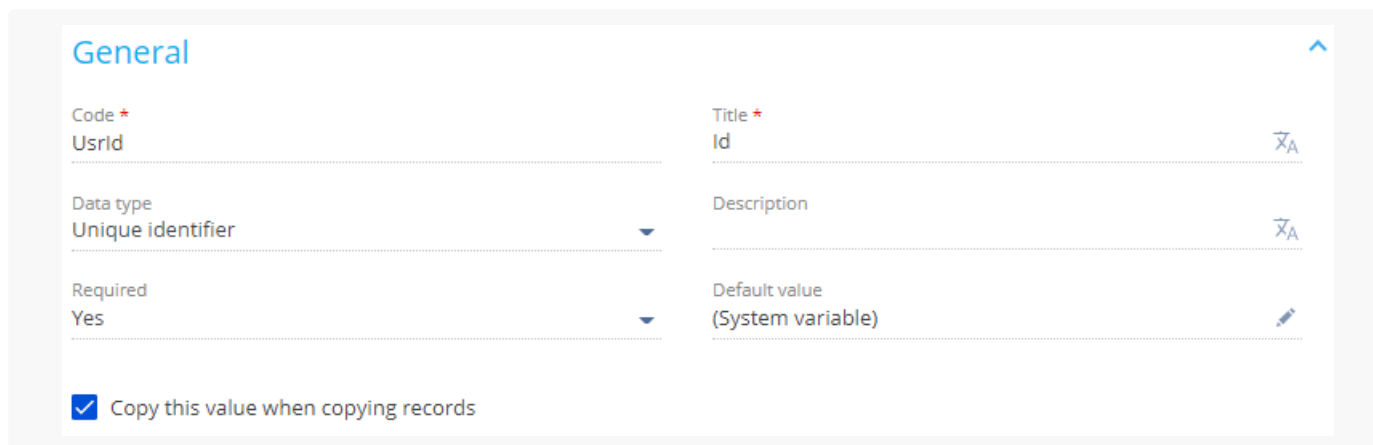 General
Code *
UsrId
Title *
Id
Data type
Unique identifier
Description
Required
Yes
Default value
(System variable)
Copy this value when copying records